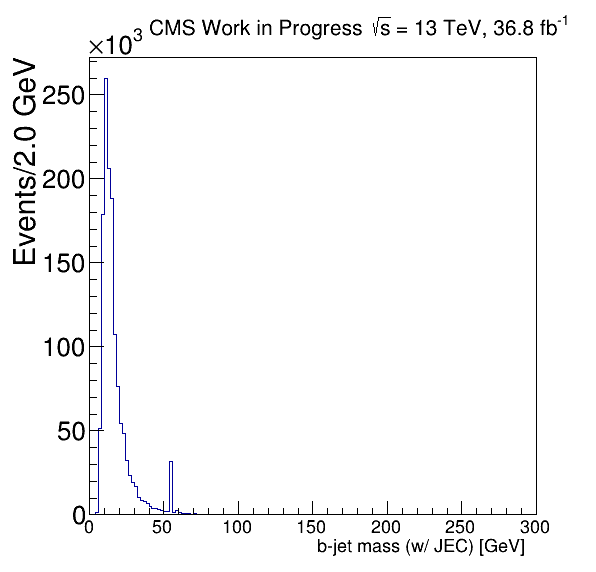 ×10³ CMS Work in Progress √s = 13 TeV, 36.8 fb⁻¹
Events/2.0 GeV
250
200
150
100
50
0
0 50 100 150 200 250 300
b-jet mass (w/ JEC) [GeV]